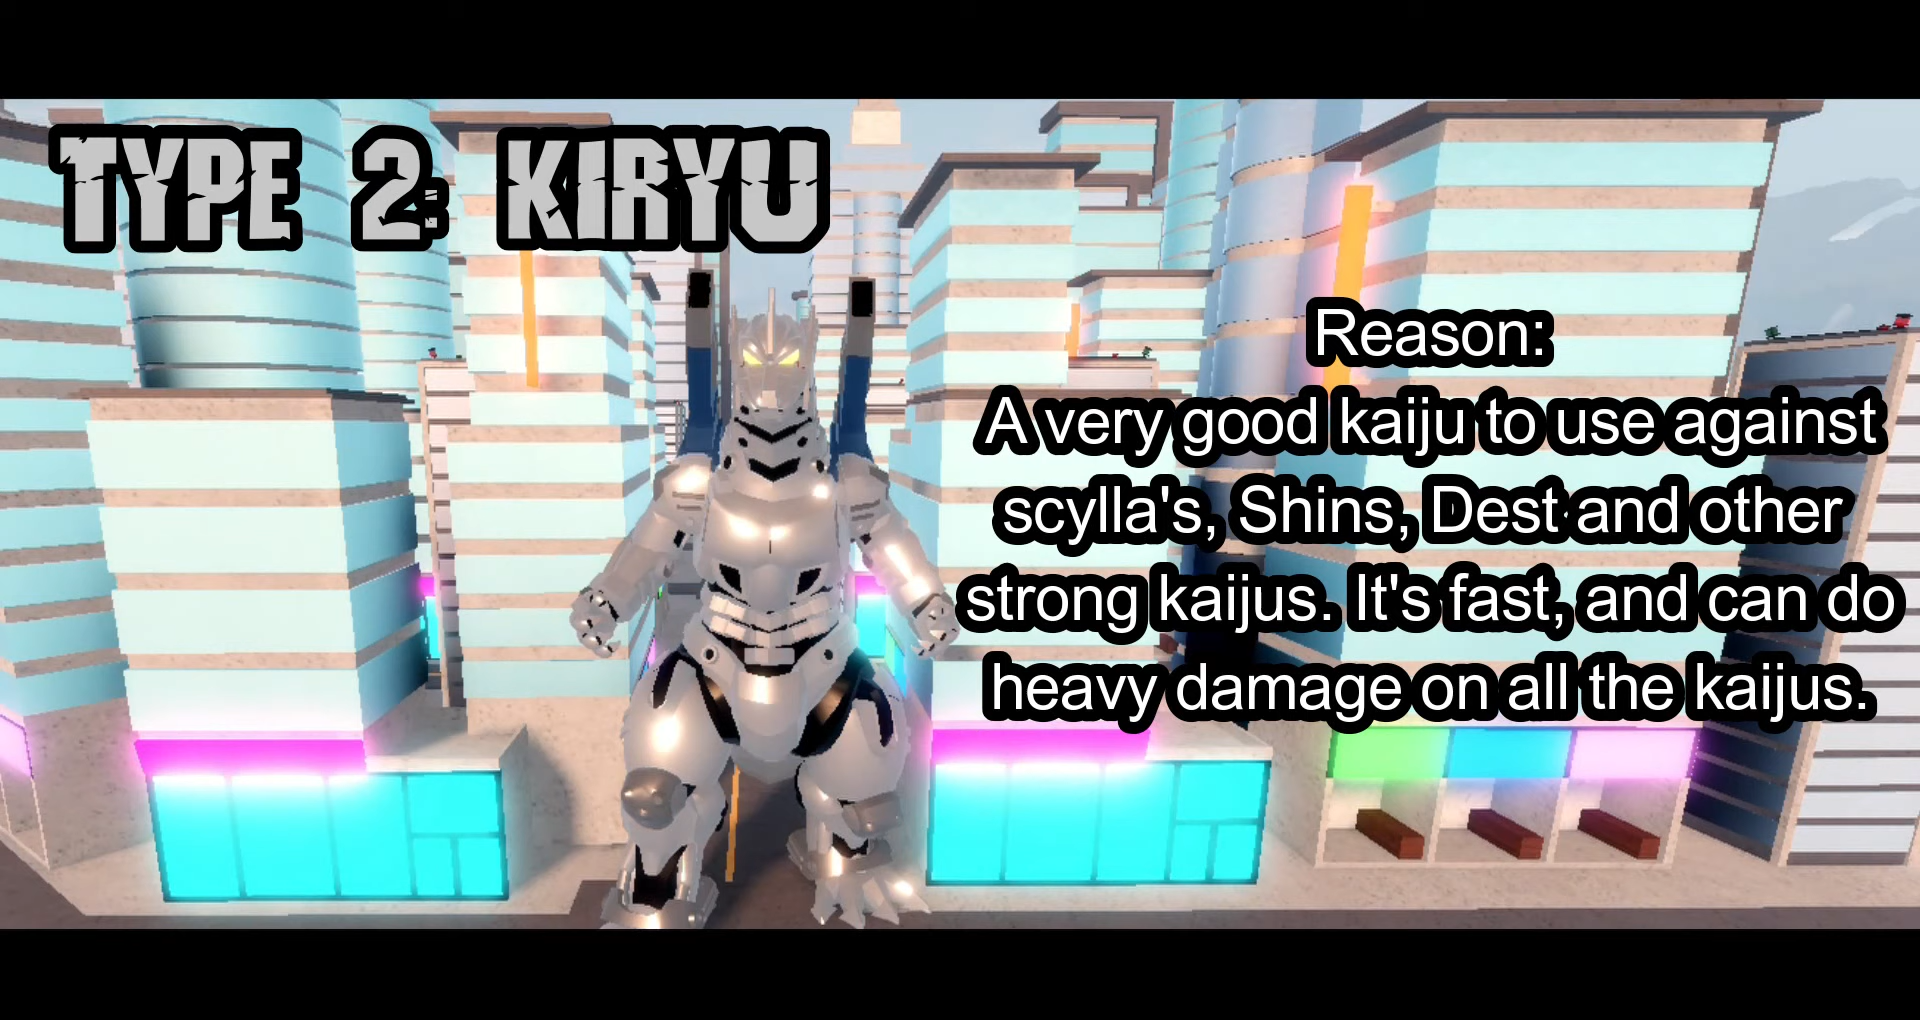 TYPE 2: KIRYU
Reason:
A very good kaiju to use against
scylla's, Shins, Dest and other
strong kaijus. It's fast, and can do
heavy damage on all the kaijus.